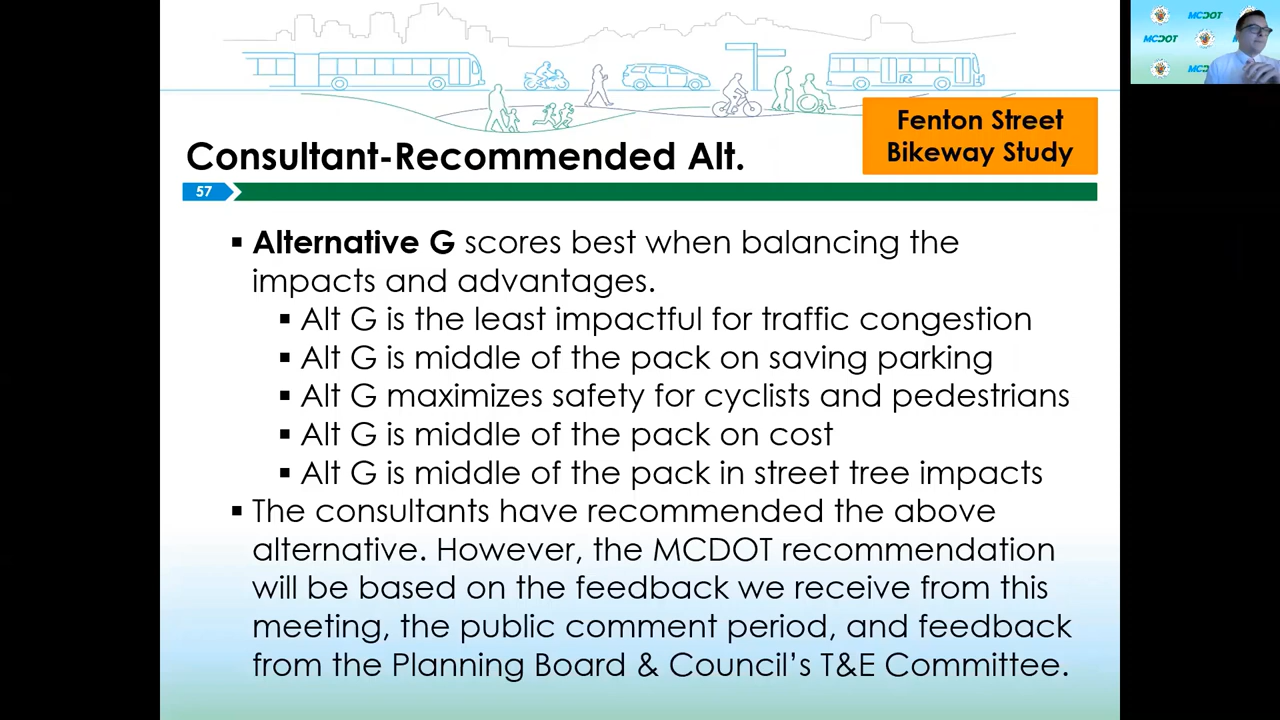 MCDOT
MCDOT
MCDOT
Fenton Street
Bikeway Study
Consultant-Recommended Alt.
57
▪ Alternative G scores best when balancing the
impacts and advantages.
▪ Alt G is the least impactful for traffic congestion
▪ Alt G is middle of the pack on saving parking
▪ Alt G maximizes safety for cyclists and pedestrians
▪ Alt G is middle of the pack on cost
▪ Alt G is middle of the pack in street tree impacts
▪ The consultants have recommended the above
alternative. However, the MCDOT recommendation
will be based on the feedback we receive from this
meeting, the public comment period, and feedback
from the Planning Board & Council's T&E Committee.